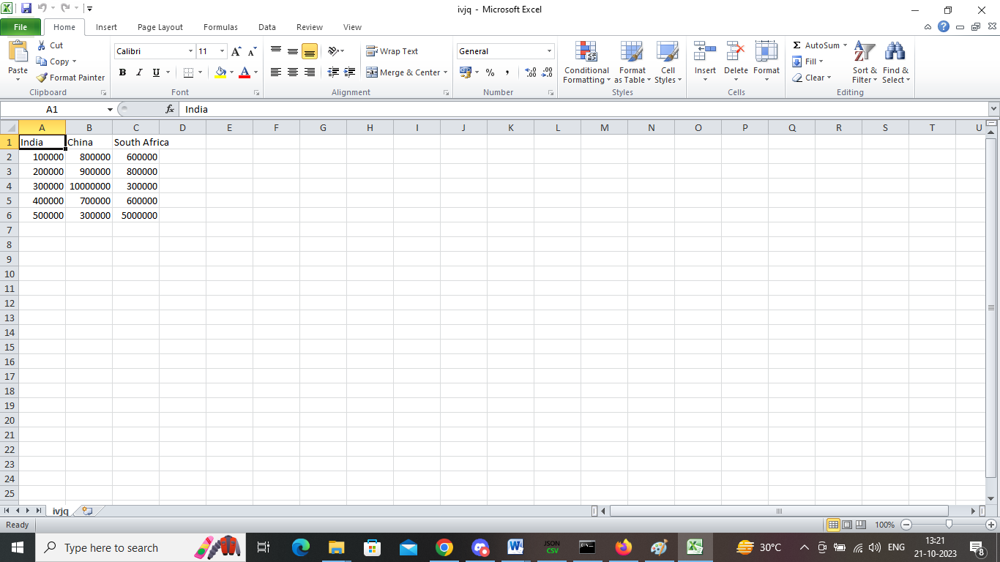 ivjq - Microsoft Excel
File Home Insert Page Layout Formulas Data Review View
Cut
Calibri 11 A A Wrap Text General Σ AutoSum
Copy Fill
Paste Conditional Format Cell Insert Delete Format Sort & Find &
Format Painter B I U A Merge & Center % , .0 .00 .00 .0 Formatting as Table Styles Clear Filter Select
Clipboard Font Alignment Number Styles Cells Editing
A1 fx India
A B C D E F G H I J K L M N O P Q R S T U
1 India China South Africa
2 100000 800000 600000
3 200000 900000 800000
4 300000 10000000 300000
5 400000 700000 600000
6 500000 300000 5000000
7
8
9
10
11
12
13
14
15
16
17
18
19
20
21
22
23
24
25
ivjq
Ready 100%
Type here to search W JSON CSV 30°C ENG 13:21
21-10-2023 8